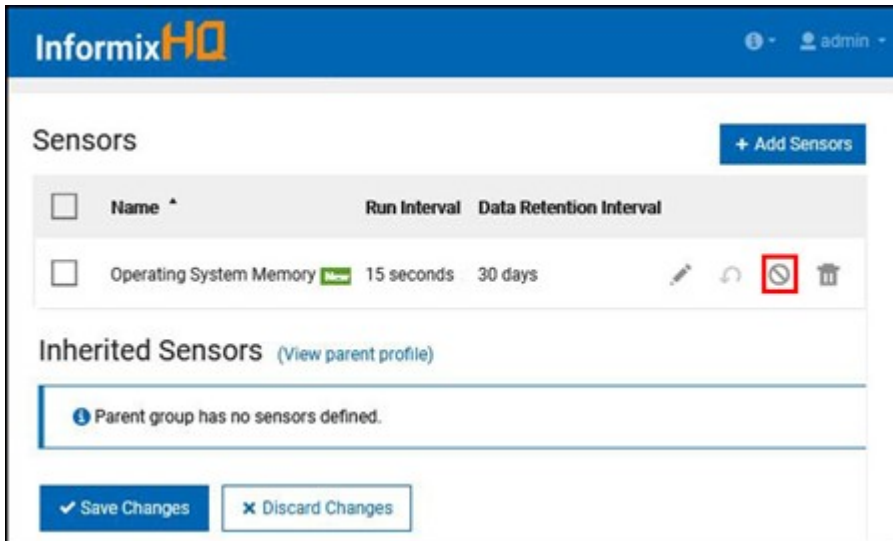 InformixHQ
admin
Sensors
+ Add Sensors
Name Run Interval Data Retention Interval
Operating System Memory New 15 seconds 30 days
Inherited Sensors (View parent profile)
Parent group has no sensors defined.
Save Changes Discard Changes